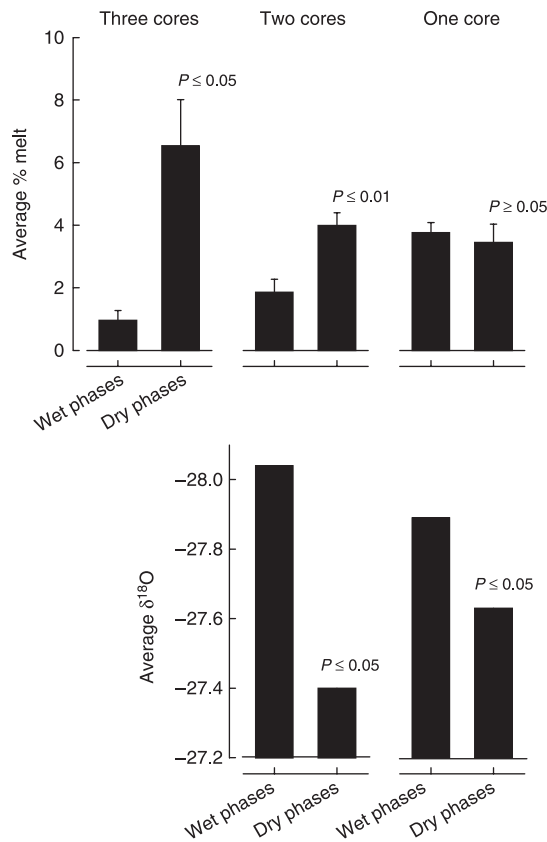 Three cores
Two cores
One core
Average % melt
10
8
6
4
2
0
P ≤ 0.05
P ≤ 0.01
P ≥ 0.05
Wet phases
Dry phases
Average δ¹⁸O
–28.0
–27.8
–27.6
–27.4
–27.2
P ≤ 0.05
P ≤ 0.05
Wet phases
Dry phases
Wet phases
Dry phases